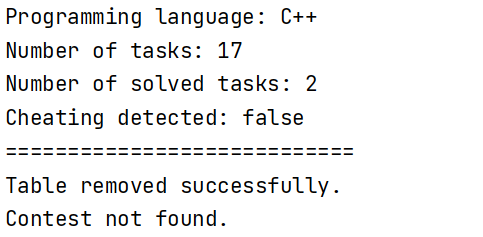 Programming language: C++
Number of tasks: 17
Number of solved tasks: 2
Cheating detected: false
============================
Table removed successfully.
Contest not found.